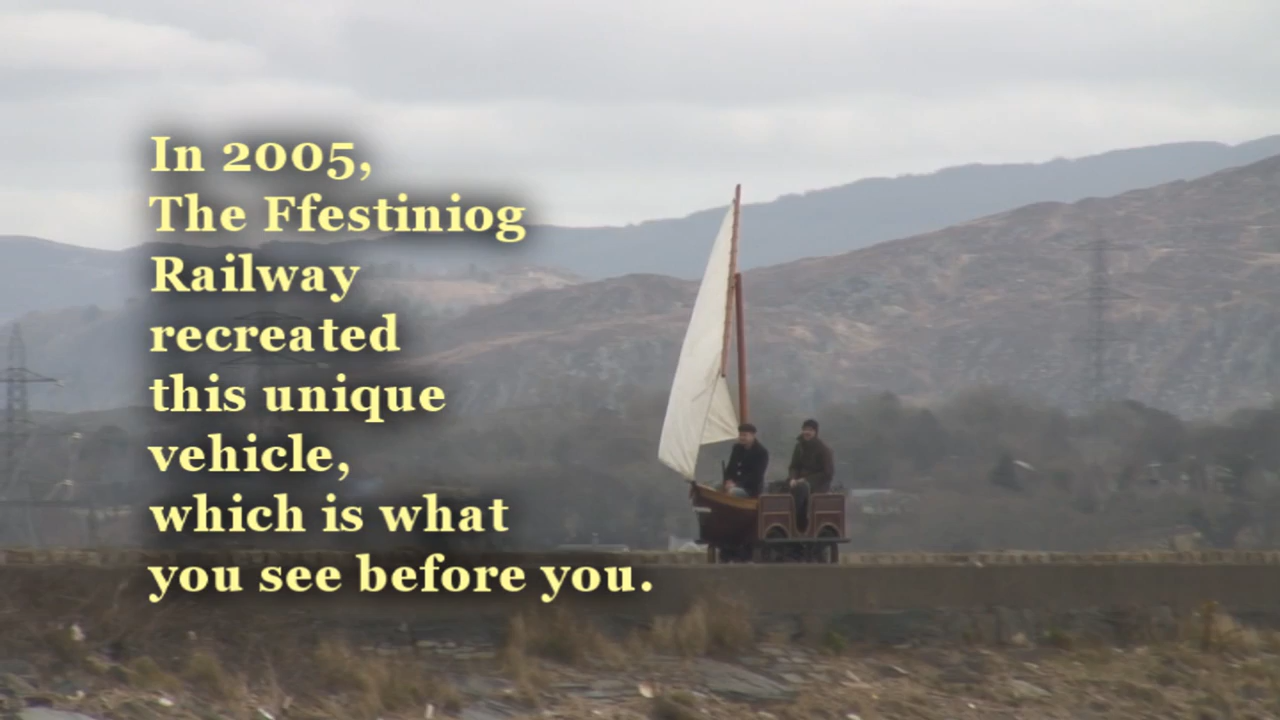 In 2005,
The Ffestiniog
Railway
recreated
this unique
vehicle,
which is what
you see before you.